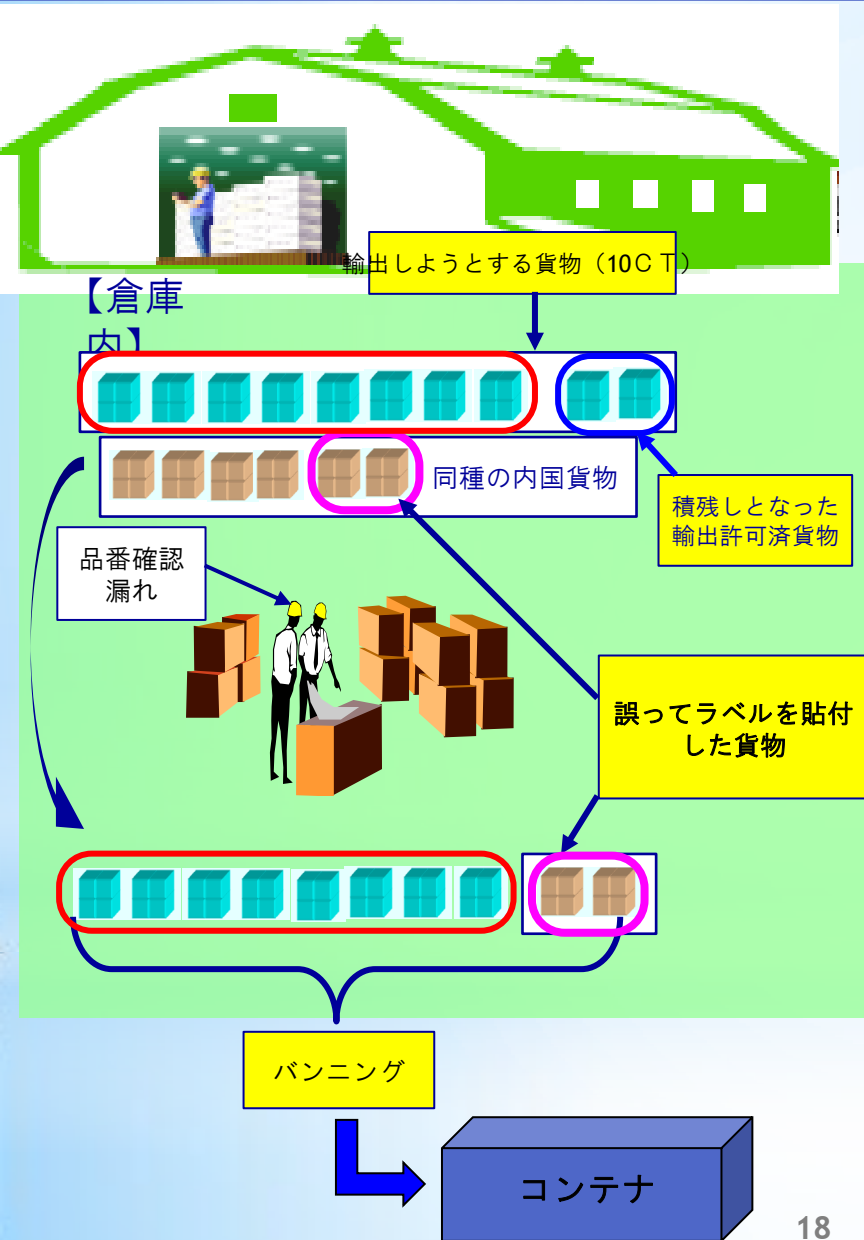 輸出しようとする貨物（10ＣＴ）
【倉庫
内】
同種の内国貨物
積残しとなった
輸出許可済貨物
品番確認
漏れ
誤ってラベルを貼付
した貨物
バンニング
コンテナ
18